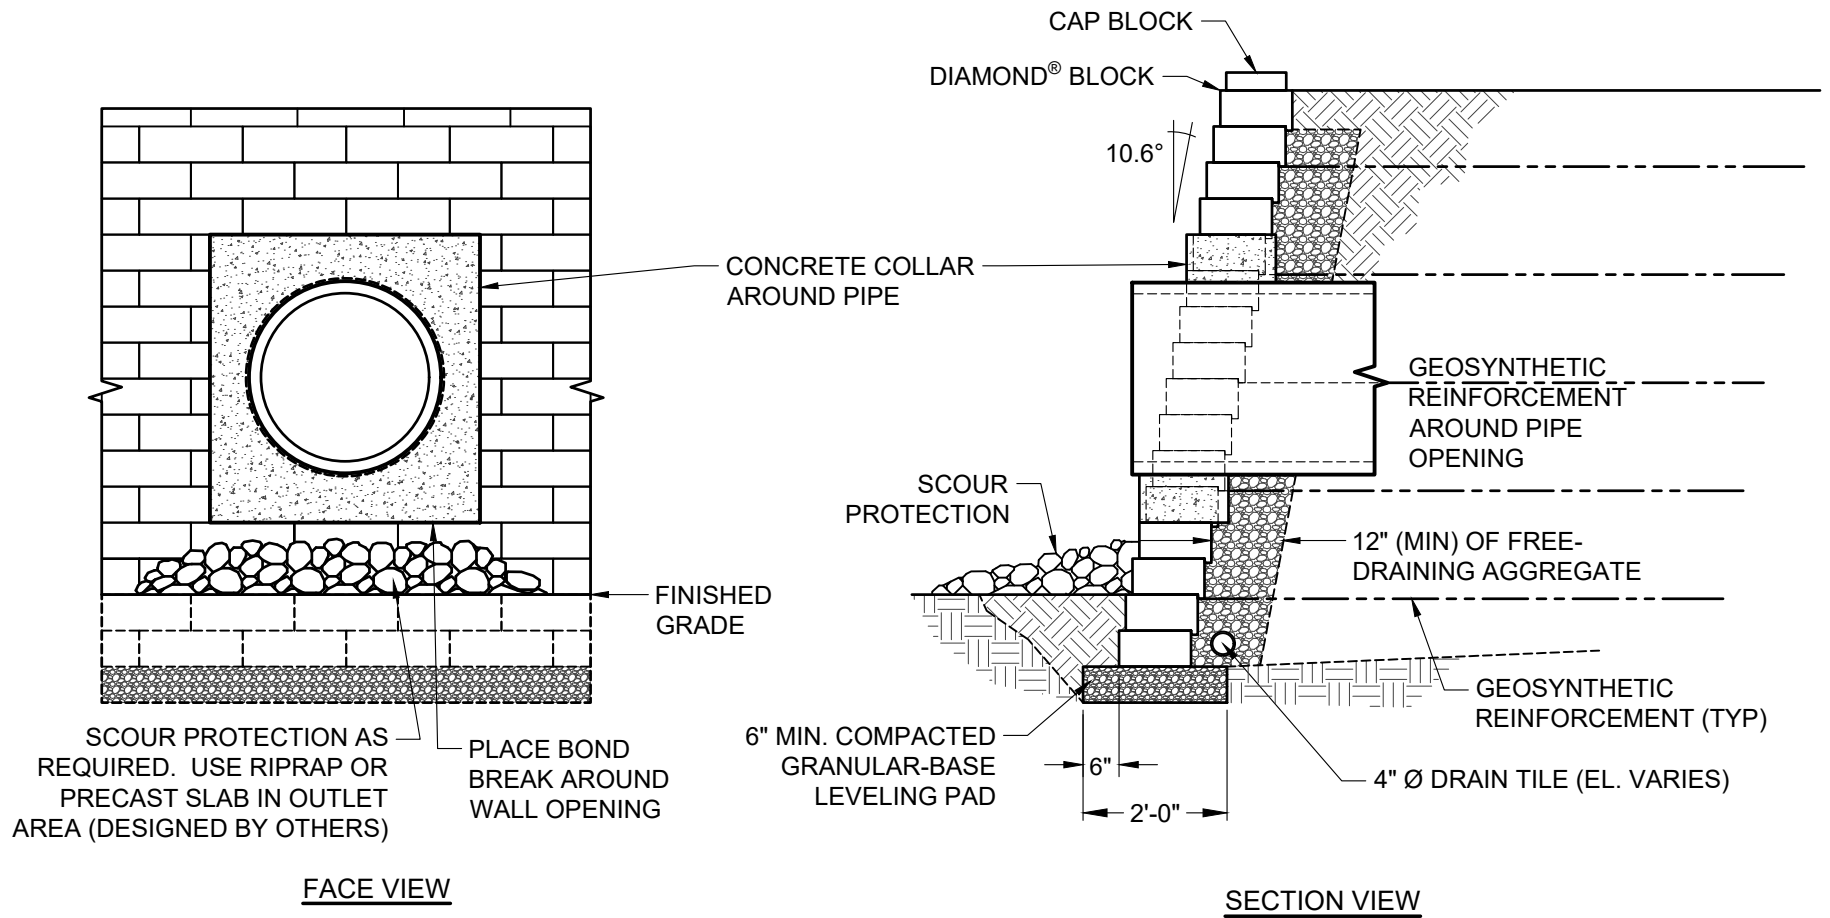 CAP BLOCK
DIAMOND® BLOCK
10.6°
CONCRETE COLLAR
AROUND PIPE
GEOSYNTHETIC
REINFORCEMENT
AROUND PIPE
OPENING
SCOUR
PROTECTION
12" (MIN) OF FREE-
DRAINING AGGREGATE
FINISHED
GRADE
GEOSYNTHETIC
REINFORCEMENT (TYP)
SCOUR PROTECTION AS
REQUIRED. USE RIPRAP OR
PRECAST SLAB IN OUTLET
AREA (DESIGNED BY OTHERS)
PLACE BOND
BREAK AROUND
WALL OPENING
6" MIN. COMPACTED
GRANULAR-BASE
LEVELING PAD
6"
2'-0"
4" Ø DRAIN TILE (EL. VARIES)
FACE VIEW
SECTION VIEW